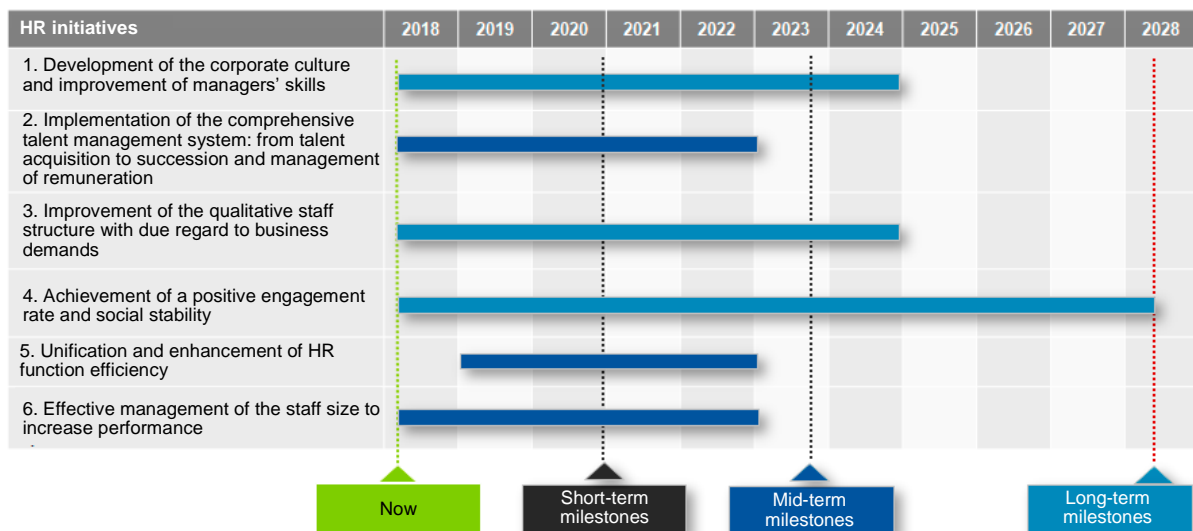 HR initiatives 2018 2019 2020 2021 2022 2023 2024 2025 2026 2027 2028
1. Development of the corporate culture
and improvement of managers’ skills
2. Implementation of the comprehensive
talent management system: from talent
acquisition to succession and management
of remuneration
3. Improvement of the qualitative staff
structure with due regard to business
demands
4. Achievement of a positive engagement
rate and social stability
5. Unification and enhancement of HR
function efficiency
6. Effective management of the staff size to
increase performance
Now
Short-term
milestones
Mid-term
milestones
Long-term
milestones